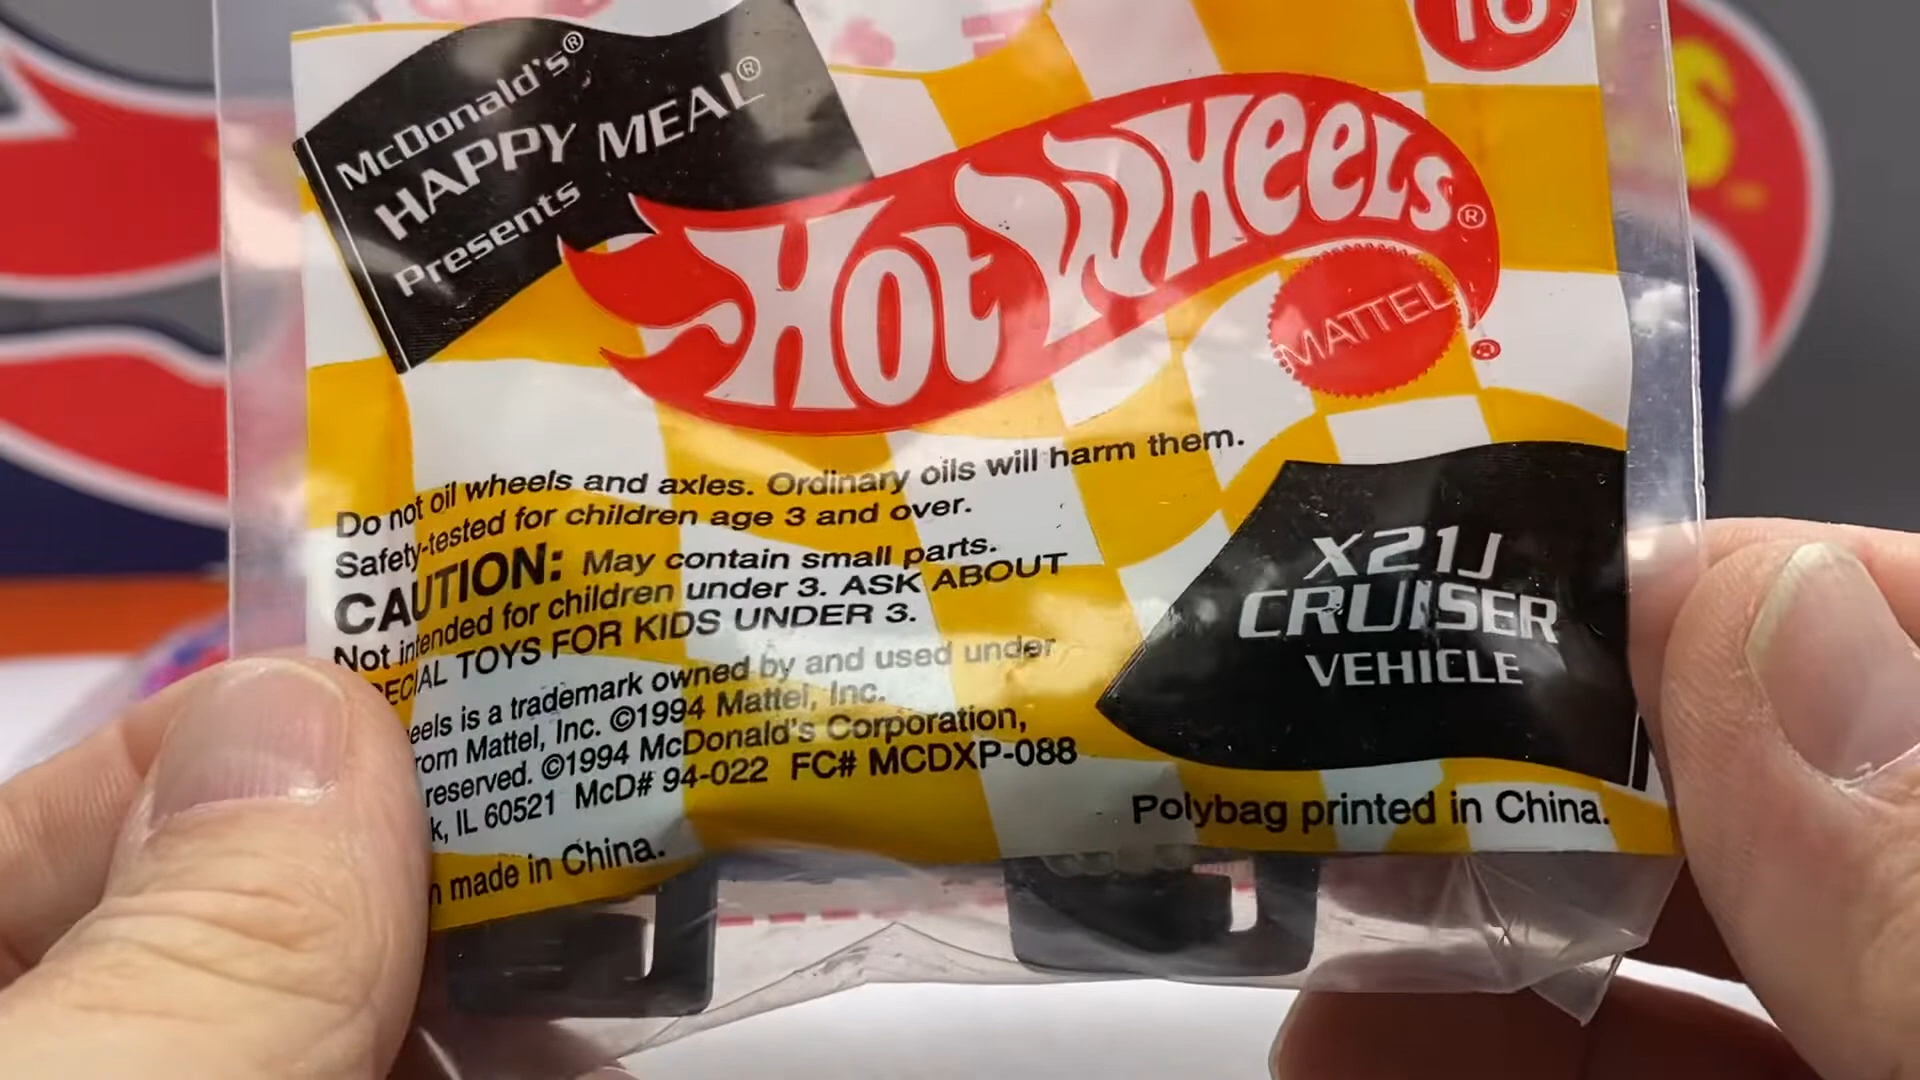 McDonald's®
HAPPY MEAL®
Presents
16
HOT WHEELS®
MATTEL
®
Do not oil wheels and axles. Ordinary oils will harm them.
Safety-tested for children age 3 and over.
CAUTION: May contain small parts.
Not intended for children under 3. ASK ABOUT
ECIAL TOYS FOR KIDS UNDER 3.
eels is a trademark owned by and used under
rom Mattel, Inc. ©1994 Mattel, Inc.
reserved. ©1994 McDonald's Corporation,
k, IL 60521 McD# 94-022 FC# MCDXP-088
made in China.
X21J
CRUISER
VEHICLE
Polybag printed in China.